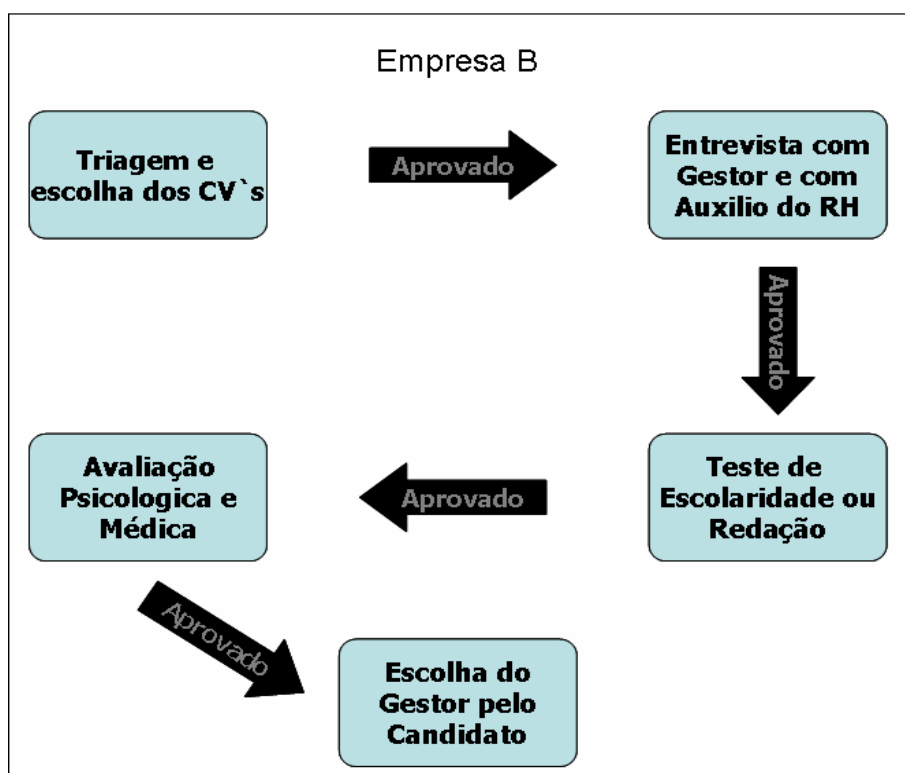 Empresa B
Triagem e
escolha dos CV`s
Aprovado
Entrevista com
Gestor e com
Auxilio do RH
Aprovado
Teste de
Escolaridade ou
Redação
Aprovado
Avaliação
Psicologica e
Médica
Aprovado
Escolha do
Gestor pelo
Candidato